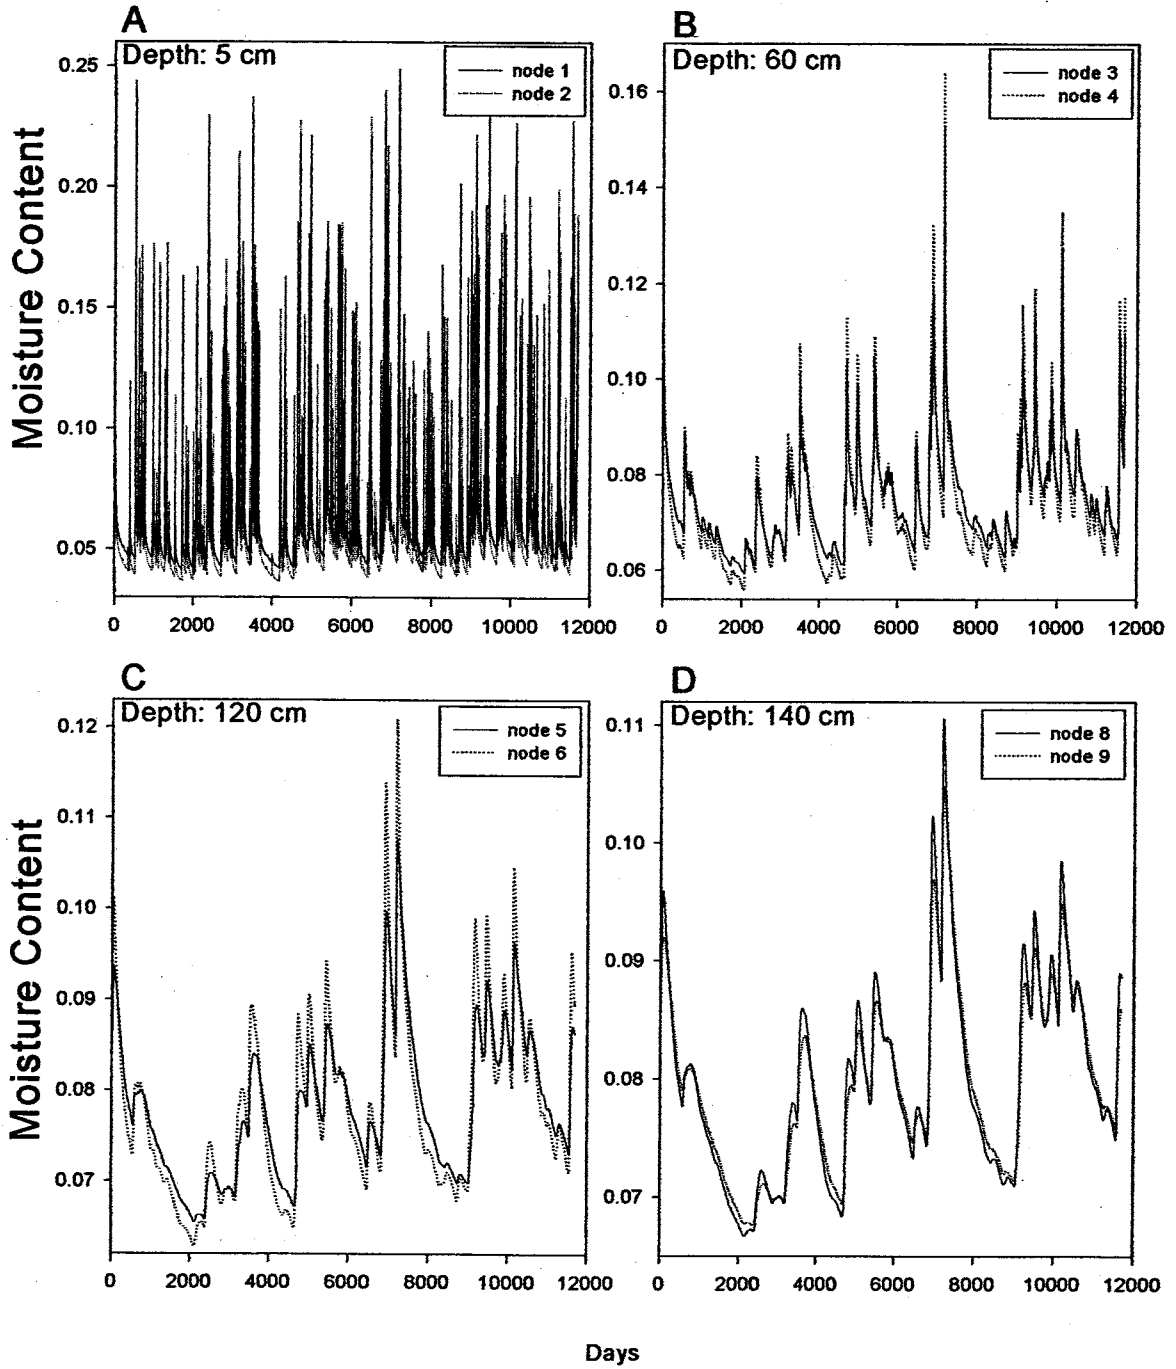 A
Depth: 5 cm
node 1
node 2
0.25
0.20
0.15
0.10
0.05
0 2000 4000 6000 8000 10000 12000
Moisture Content
B
Depth: 60 cm
node 3
node 4
0.16
0.14
0.12
0.10
0.08
0.06
0 2000 4000 6000 8000 10000 12000
C
Depth: 120 cm
node 5
node 6
0.12
0.11
0.10
0.09
0.08
0.07
0 2000 4000 6000 8000 10000 12000
Moisture Content
D
Depth: 140 cm
node 8
node 9
0.11
0.10
0.09
0.08
0.07
0 2000 4000 6000 8000 10000 12000
Days